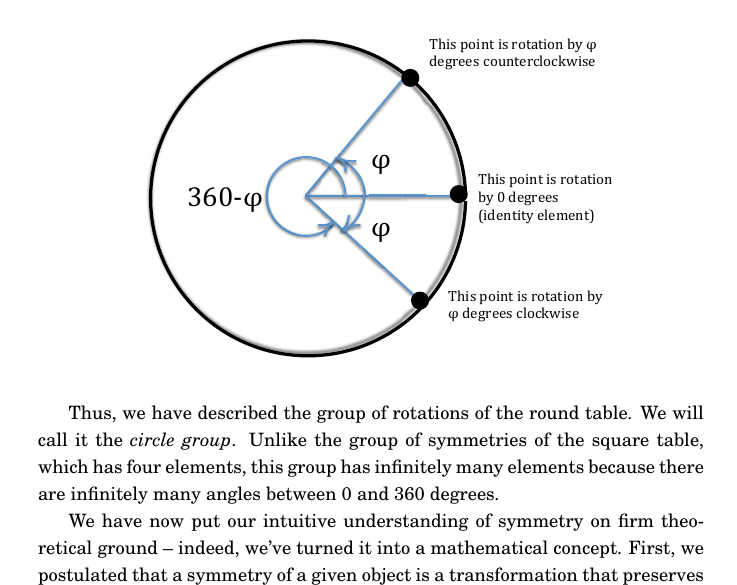 This point is rotation by φ
degrees counterclockwise
φ
This point is rotation
by 0 degrees
(identity element)
360-φ
φ
This point is rotation by
φ degrees clockwise
Thus, we have described the group of rotations of the round table. We will
call it the circle group. Unlike the group of symmetries of the square table,
which has four elements, this group has infinitely many elements because there
are infinitely many angles between 0 and 360 degrees.
We have now put our intuitive understanding of symmetry on firm theo-
retical ground – indeed, we’ve turned it into a mathematical concept. First, we
postulated that a symmetry of a given object is a transformation that preserves